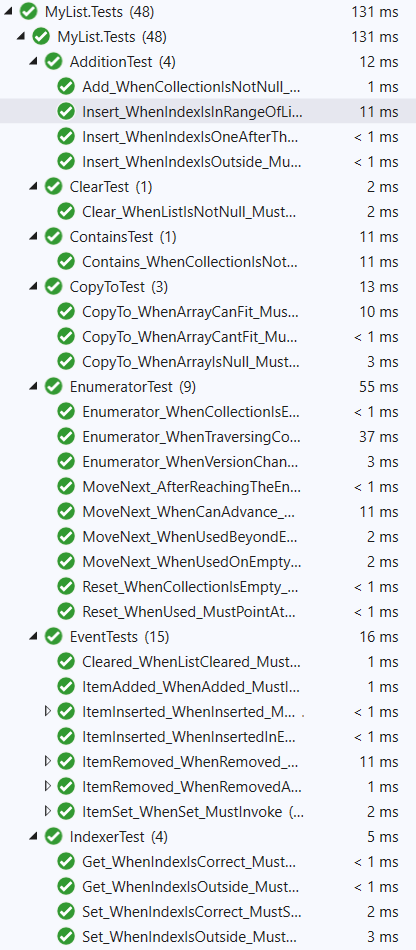 MyList.Tests (48) 131 ms
MyList.Tests (48) 131 ms
AdditionTest (4) 12 ms
Add_WhenCollectionIsNotNull_... 1 ms
Insert_WhenIndexIsInRangeOfLi... 11 ms
Insert_WhenIndexIsOneAfterTh... < 1 ms
Insert_WhenIndexIsOutside_Mu... < 1 ms
ClearTest (1) 2 ms
Clear_WhenListIsNotNull_Must... 2 ms
ContainsTest (1) 11 ms
Contains_WhenCollectionIsNot... 11 ms
CopyToTest (3) 13 ms
CopyTo_WhenArrayCanFit_Mus... 10 ms
CopyTo_WhenArrayCantFit_Mu... < 1 ms
CopyTo_WhenArrayIsNull_Must... 3 ms
EnumeratorTest (9) 55 ms
Enumerator_WhenCollectionIsE... < 1 ms
Enumerator_WhenTraversingCo... 37 ms
Enumerator_WhenVersionChan... 3 ms
MoveNext_AfterReachingTheEn... < 1 ms
MoveNext_WhenCanAdvance_... 11 ms
MoveNext_WhenUsedBeyondE... 2 ms
MoveNext_WhenUsedOnEmpty... 2 ms
Reset_WhenCollectionIsEmpty_... < 1 ms
Reset_WhenUsed_MustPointAt... < 1 ms
EventTests (15) 16 ms
Cleared_WhenListCleared_Must... 1 ms
ItemAdded_WhenAdded_MustI... 1 ms
ItemInserted_WhenInserted_M... . < 1 ms
ItemInserted_WhenInsertedInE... < 1 ms
ItemRemoved_WhenRemoved_... 11 ms
ItemRemoved_WhenRemovedA... 1 ms
ItemSet_WhenSet_MustInvoke (... 2 ms
IndexerTest (4) 5 ms
Get_WhenIndexIsCorrect_Must... < 1 ms
Get_WhenIndexIsOutside_Must... < 1 ms
Set_WhenIndexIsCorrect_MustS... 2 ms
Set_WhenIndexIsOutside_Must... 3 ms